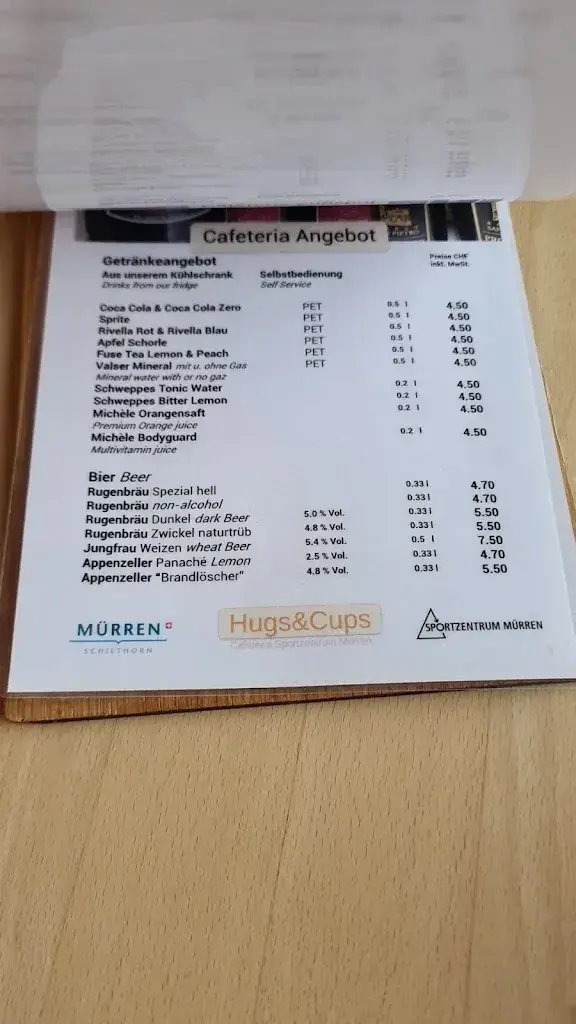 Cafeteria Angebot
Getränkeangebot Preise CHF
inkl. MwSt.
Aus unserem Kühlschrank Selbstbedienung
Drinks from our fridge Self Service
Coca Cola & Coca Cola Zero PET 0.5 l 4.50
Sprite PET 0.5 l 4.50
Rivella Rot & Rivella Blau PET 0.5 l 4.50
Apfel Schorle PET 0.5 l 4.50
Fuse Tea Lemon & Peach PET 0.5 l 4.50
Valser Mineral mit u. ohne Gas PET 0.5 l 4.50
Mineral water with or no gaz
Schweppes Tonic Water 0.2 l 4.50
Schweppes Bitter Lemon 0.2 l 4.50
Michèle Orangensaft 0.2 l 4.50
Premium Orange juice
Michèle Bodyguard 0.2 l 4.50
Multivitamin juice
Bier Beer
Rugenbräu Spezial hell 0.33 l 4.70
Rugenbräu non-alcohol 0.33 l 4.70
Rugenbräu Dunkel dark Beer 5.0 % Vol. 0.33 l 5.50
Rugenbräu Zwickel naturtrüb 4.8 % Vol. 0.33 l 5.50
Jungfrau Weizen wheat Beer 5.4 % Vol. 0.5 l 7.50
Appenzeller Panaché Lemon 2.5 % Vol. 0.33 l 4.70
Appenzeller "Brandlöscher" 4.8 % Vol. 0.33 l 5.50
MÜRREN
SCHILTHORN
Hugs&Cups
Cafeteria Sportzentrum Mürren
SPORTZENTRUM MÜRREN